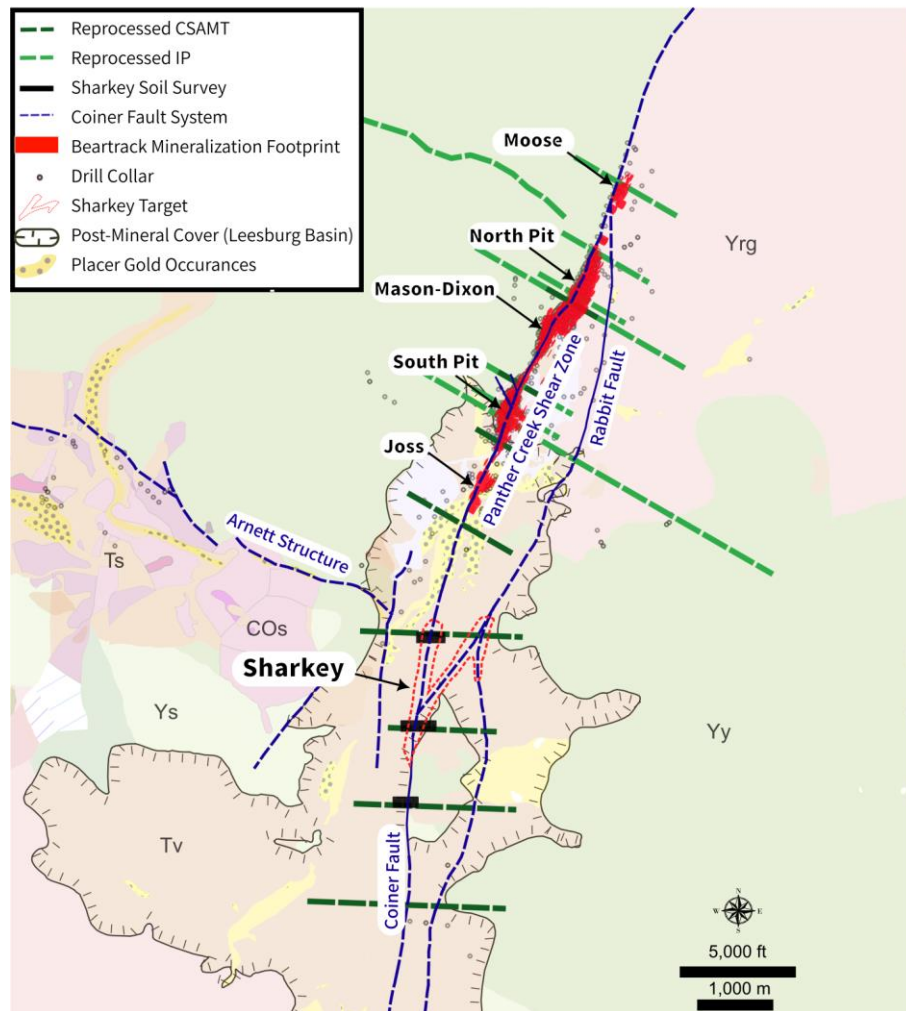 Reprocessed CSAMT
Reprocessed IP
Sharkey Soil Survey
Coiner Fault System
Beartrack Mineralization Footprint
Drill Collar
Sharkey Target
Post-Mineral Cover (Leesburg Basin)
Placer Gold Occurances
Moose
North Pit
Yrg
Mason-Dixon
South Pit
Panther Creek Shear Zone
Rabbit Fault
Joss
Arnett Structure
Ts
COs
Sharkey
Ys
Yy
Tv
Coiner Fault
N
W E
S
5,000 ft
1,000 m